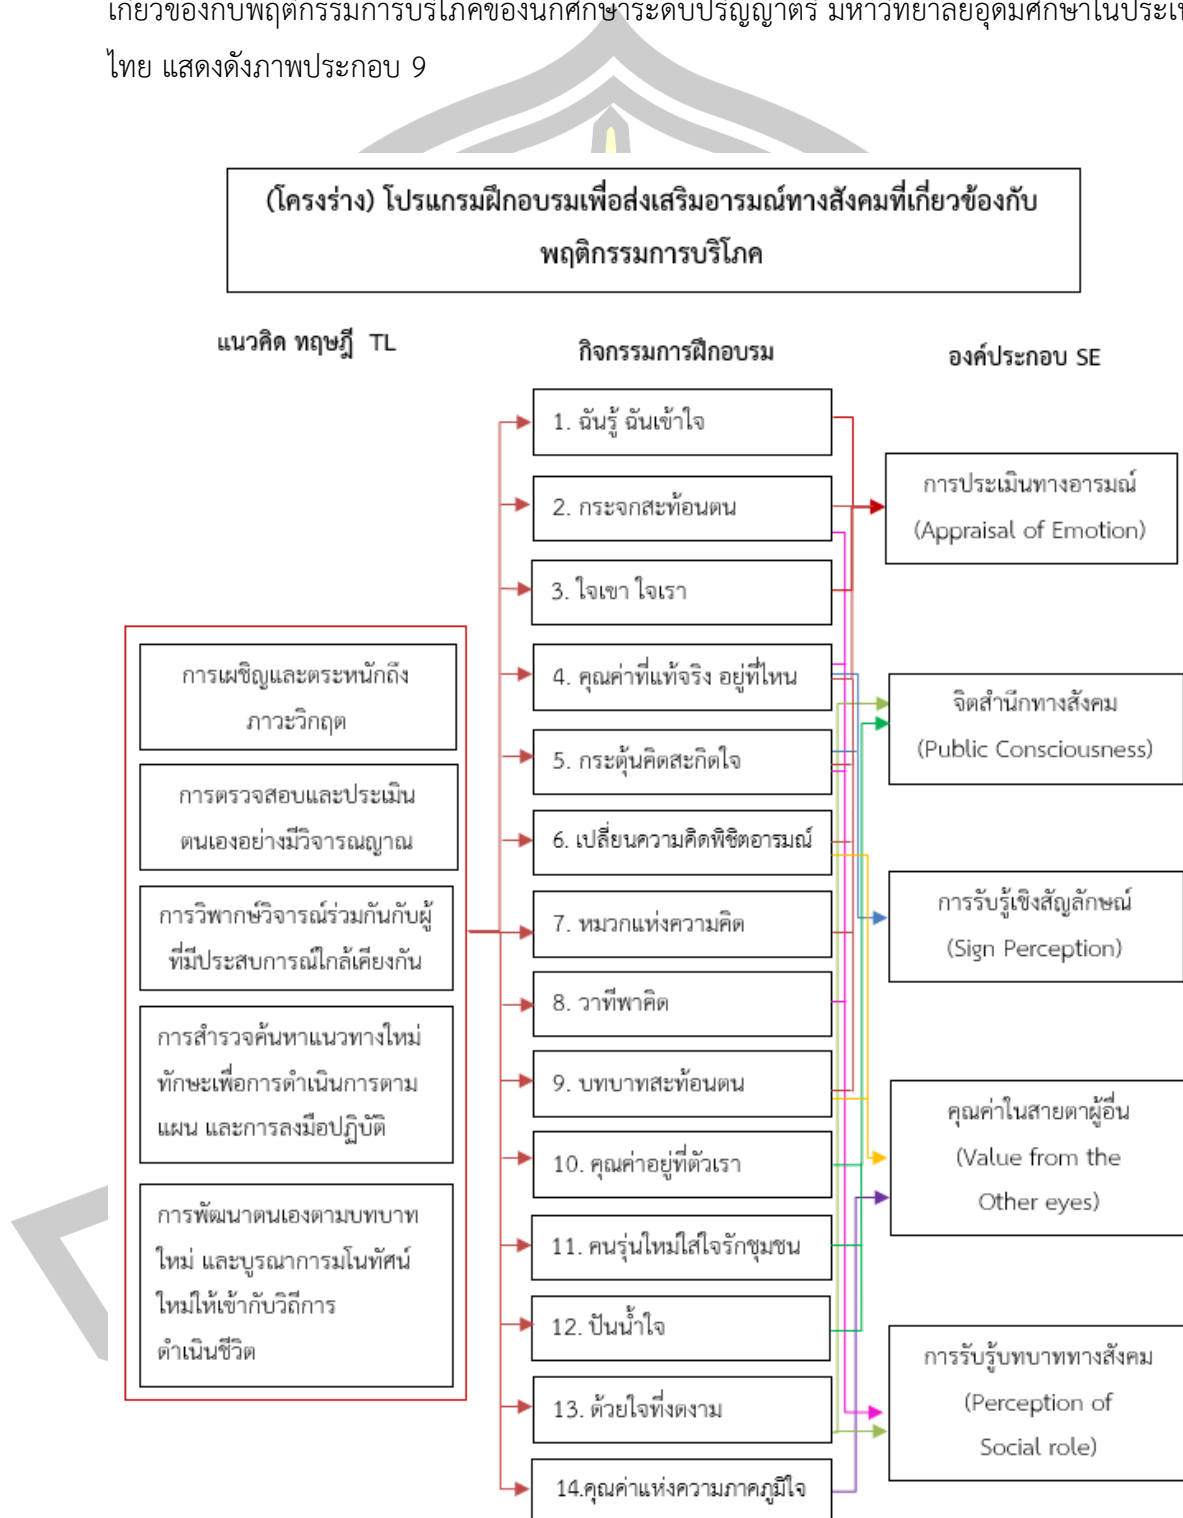 เกี่ยวของกับพฤติกรรมการบริโภคของนักศึกษาระดับปริญญาตรี มหาวิทยาลัยอุดมศึกษาในประเ
ไทย แสดงดังภาพประกอบ 9
(โครงร่าง) โปรแกรมฝึกอบรมเพื่อส่งเสริมอารมณ์ทางสังคมที่เกี่ยวข้องกับ
พฤติกรรมการบริโภค
แนวคิด ทฤษฎี TL
การเผชิญและตระหนักถึง
ภาวะวิกฤต
การตรวจสอบและประเมิน
ตนเองอย่างมีวิจารณญาณ
การวิพากษ์วิจารณ์ร่วมกันกับผู้
ที่มีประสบการณ์ใกล้เคียงกัน
การสำรวจค้นหาแนวทางใหม่
ทักษะเพื่อการดำเนินการตาม
แผน และการลงมือปฏิบัติ
การพัฒนาตนเองตามบทบาท
ใหม่ และบูรณาการมโนทัศน์
ใหม่ให้เข้ากับวิถีการ
ดำเนินชีวิต
กิจกรรมการฝึกอบรม
1. ฉันรู้ ฉันเข้าใจ
2. กระจกสะท้อนตน
3. ใจเขา ใจเรา
4. คุณค่าที่แท้จริง อยู่ที่ไหน
5. กระตุ้นคิดสะกิดใจ
6. เปลี่ยนความคิดพิชิตอารมณ์
7. หมวกแห่งความคิด
8. วาทีพาคิด
9. บทบาทสะท้อนตน
10. คุณค่าอยู่ที่ตัวเรา
11. คนรุ่นใหม่ใส่ใจรักชุมชน
12. ปันน้ำใจ
13. ด้วยใจที่งดงาม
14.คุณค่าแห่งความภาคภูมิใจ
องค์ประกอบ SE
การประเมินทางอารมณ์
(Appraisal of Emotion)
จิตสำนึกทางสังคม
(Public Consciousness)
การรับรู้เชิงสัญลักษณ์
(Sign Perception)
คุณค่าในสายตาผู้อื่น
(Value from the
Other eyes)
การรับรู้บทบาททางสังคม
(Perception of
Social role)